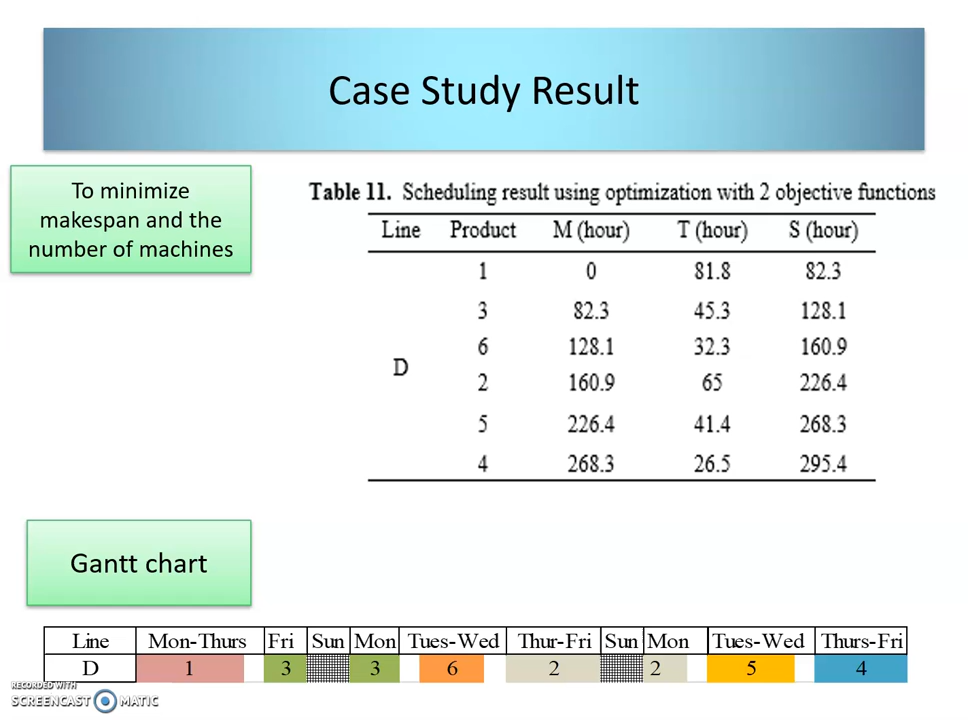 Case Study Result
To minimize
makespan and the
number of machines
Table 11. Scheduling result using optimization with 2 objective functions
Line Product M (hour) T (hour) S (hour)
1 0 81.8 82.3
3 82.3 45.3 128.1
6 128.1 32.3 160.9
D
2 160.9 65 226.4
5 226.4 41.4 268.3
4 268.3 26.5 295.4
Gantt chart
Line Mon-Thurs Fri Sun Mon Tues-Wed Thur-Fri Sun Mon Tues-Wed Thurs-Fri
D 1 3 3 6 2 2 5 4
RECORDED WITH
SCREENCAST MATIC